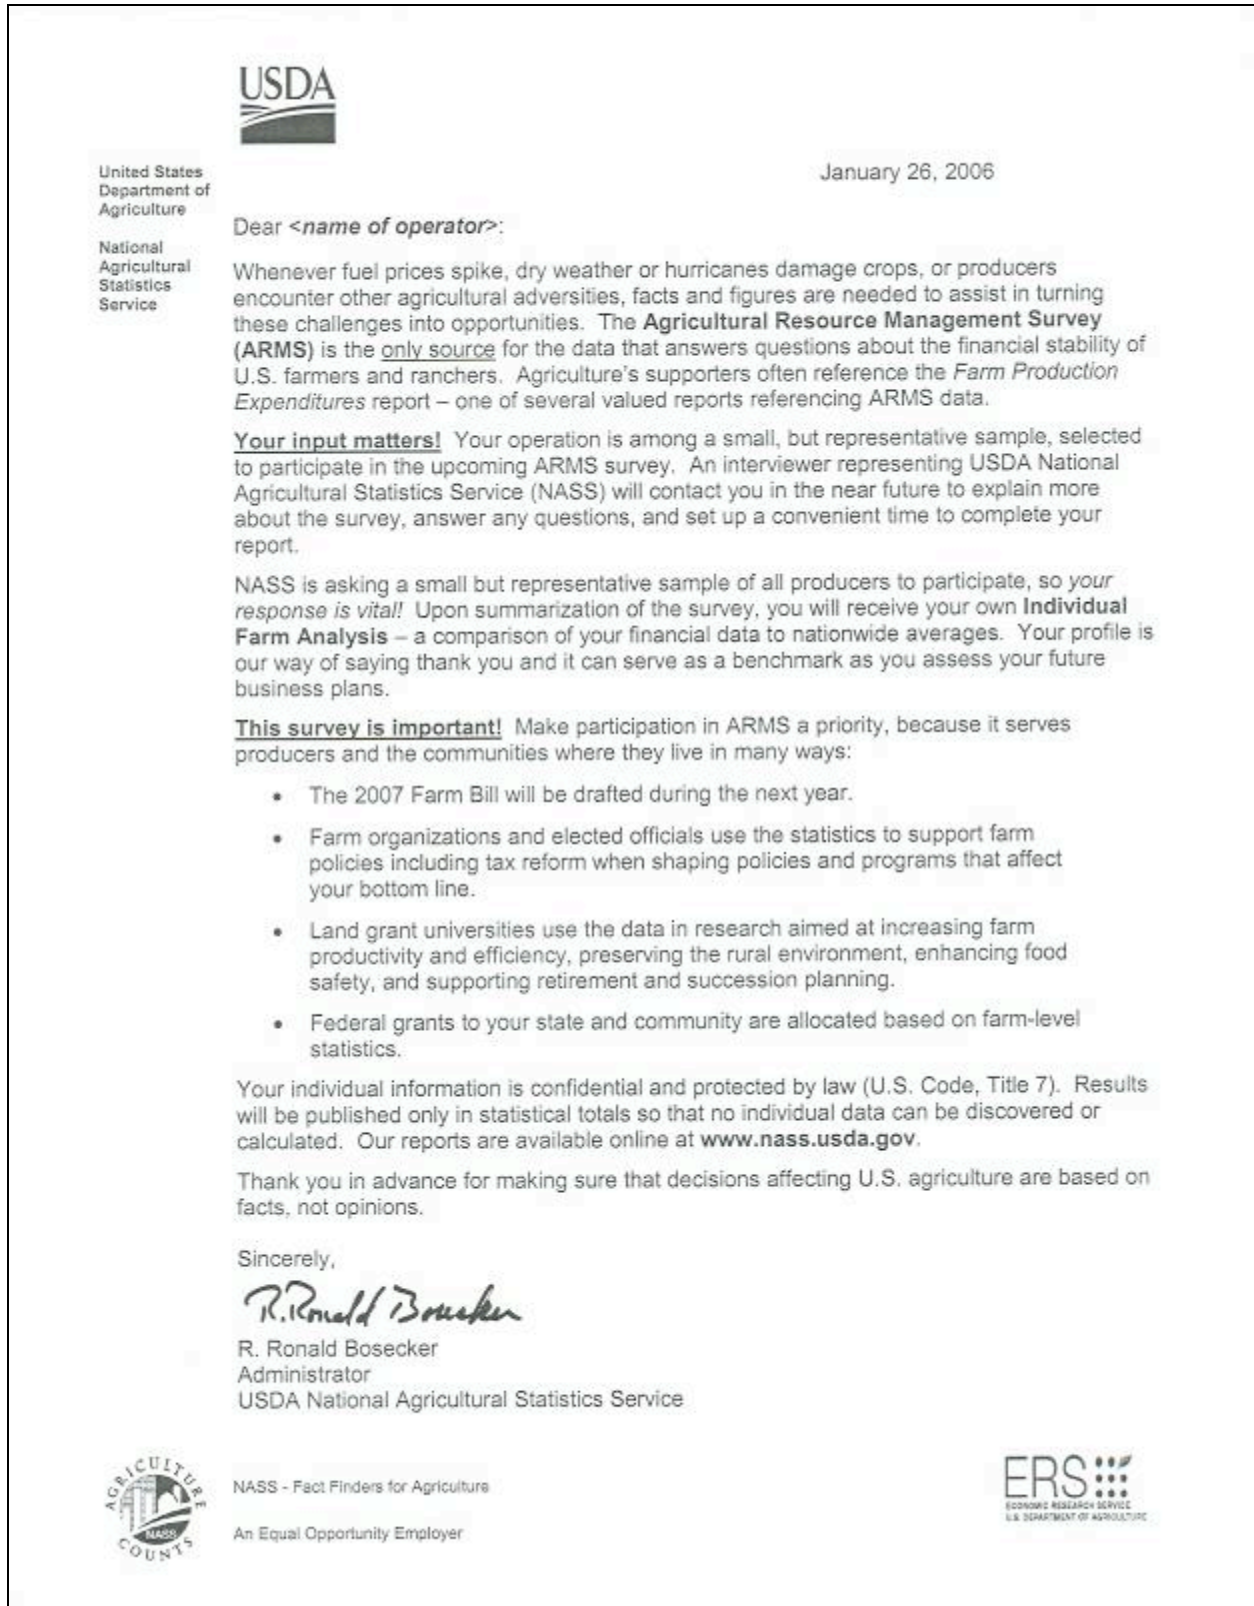 USDA
United States
Department of
Agriculture
National
Agricultural
Statistics
Service
January 26, 2006
Dear <name of operator>:
Whenever fuel prices spike, dry weather or hurricanes damage crops, or producers
encounter other agricultural adversities, facts and figures are needed to assist in turning
these challenges into opportunities.  The Agricultural Resource Management Survey
(ARMS) is the only source for the data that answers questions about the financial stability of
U.S. farmers and ranchers.  Agriculture's supporters often reference the Farm Production
Expenditures report – one of several valued reports referencing ARMS data.
Your input matters!  Your operation is among a small, but representative sample, selected
to participate in the upcoming ARMS survey.  An interviewer representing USDA National
Agricultural Statistics Service (NASS) will contact you in the near future to explain more
about the survey, answer any questions, and set up a convenient time to complete your
report.
NASS is asking a small but representative sample of all producers to participate, so your
response is vital!  Upon summarization of the survey, you will receive your own Individual
Farm Analysis – a comparison of your financial data to nationwide averages.  Your profile is
our way of saying thank you and it can serve as a benchmark as you assess your future
business plans.
This survey is important!  Make participation in ARMS a priority, because it serves
producers and the communities where they live in many ways:
• The 2007 Farm Bill will be drafted during the next year.
• Farm organizations and elected officials use the statistics to support farm
policies including tax reform when shaping policies and programs that affect
your bottom line.
• Land grant universities use the data in research aimed at increasing farm
productivity and efficiency, preserving the rural environment, enhancing food
safety, and supporting retirement and succession planning.
• Federal grants to your state and community are allocated based on farm-level
statistics.
Your individual information is confidential and protected by law (U.S. Code, Title 7).  Results
will be published only in statistical totals so that no individual data can be discovered or
calculated.  Our reports are available online at www.nass.usda.gov.
Thank you in advance for making sure that decisions affecting U.S. agriculture are based on
facts, not opinions.
Sincerely,
R. Ronald Bosecker
R. Ronald Bosecker
Administrator
USDA National Agricultural Statistics Service
AGRICULTURE
NASS
COUNTS
NASS - Fact Finders for Agriculture
An Equal Opportunity Employer
ERS
ECONOMIC RESEARCH SERVICE
U.S. DEPARTMENT OF AGRICULTURE